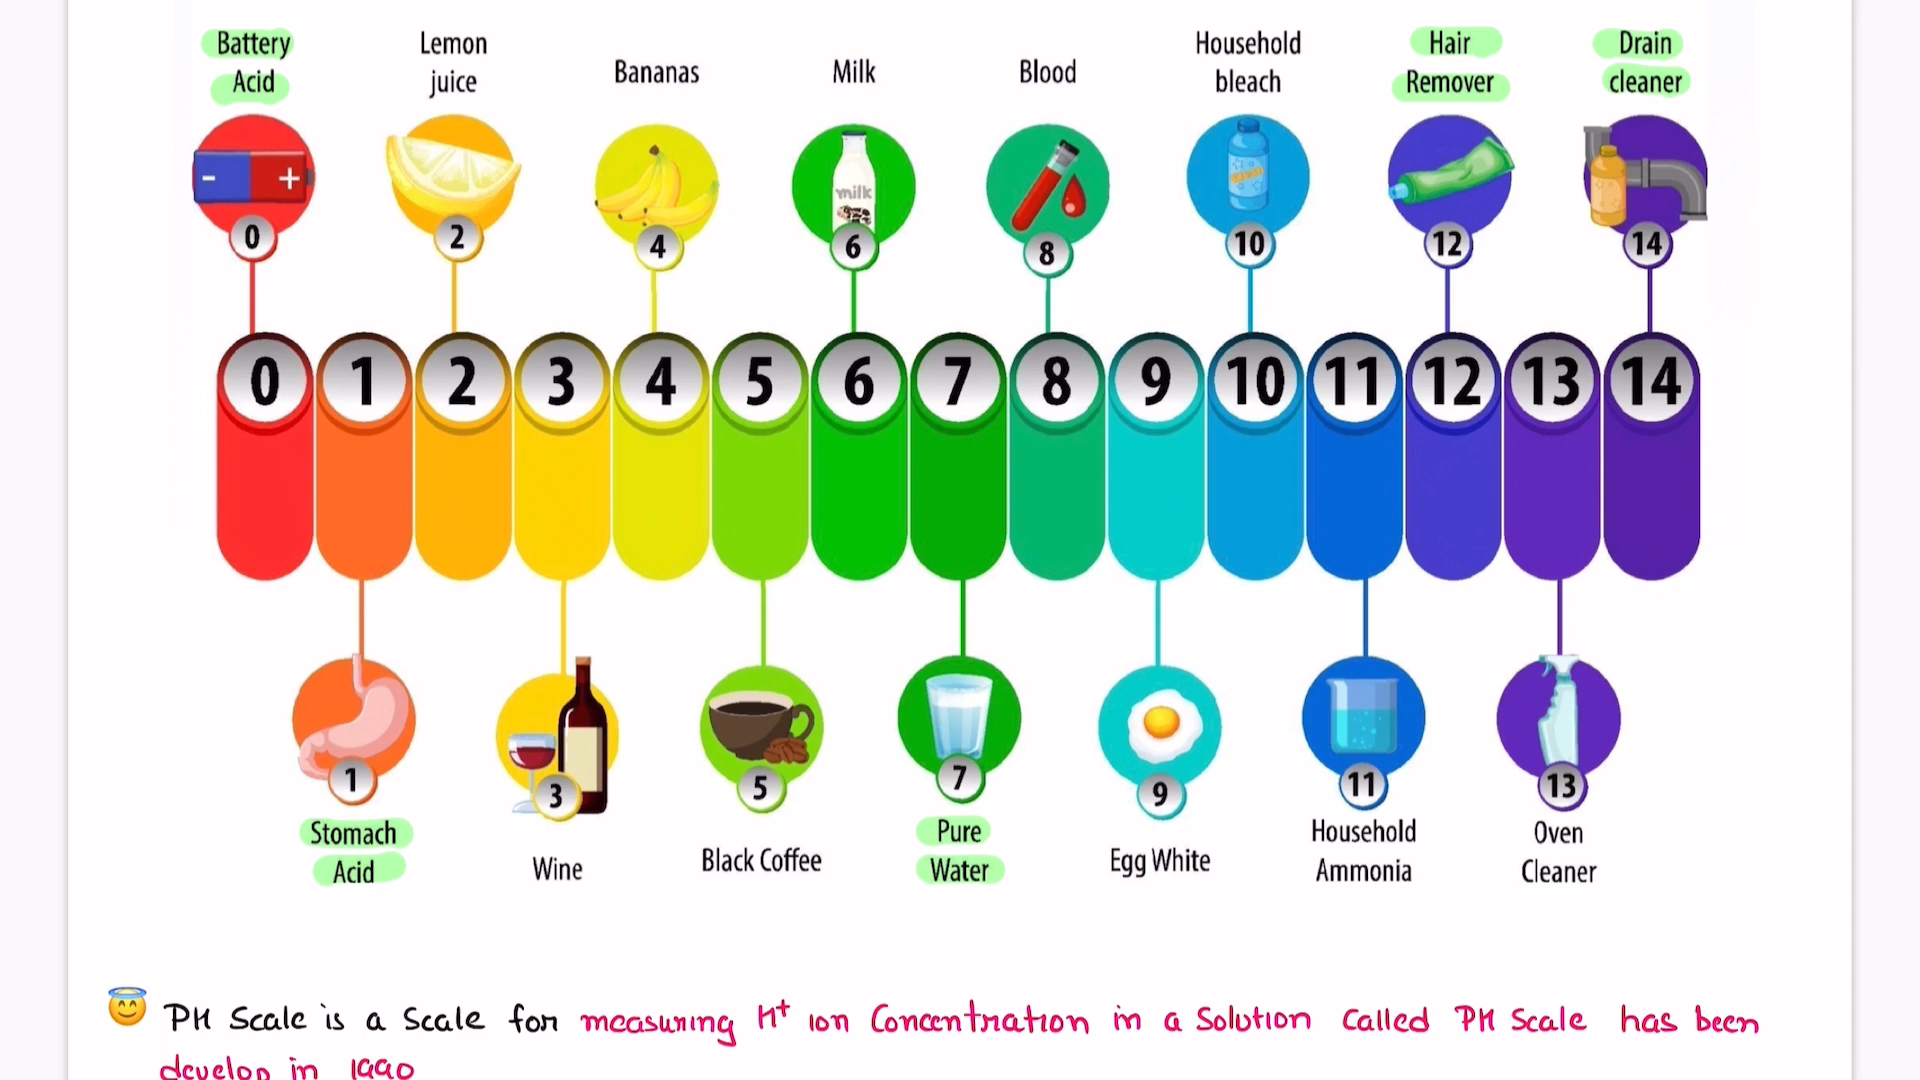 Battery
Acid
Lemon
juice
Bananas
Milk
Blood
Household
bleach
Hair
Remover
Drain
cleaner
- +
milk
0 2 4 6 8 10 12 14
0 1 2 3 4 5 6 7 8 9 10 11 12 13 14
1 3 5 7 9 11 13
Stomach
Acid
Wine
Black Coffee
Pure
Water
Egg White
Household
Ammonia
Oven
Cleaner
PH Scale is a Scale for measuring H⁺ ion Concentration in a Solution Called PH Scale has been
develop in